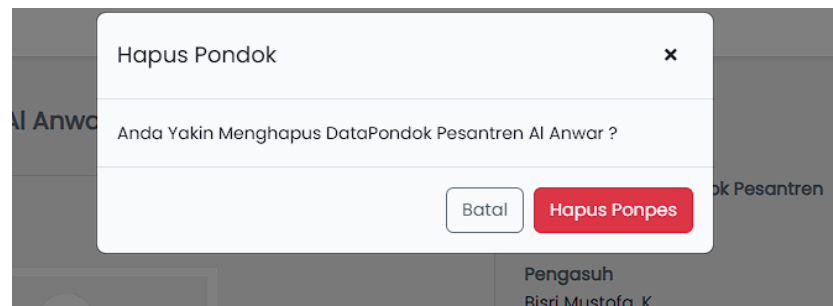 Hapus Pondok
×
Al Anwa
Anda Yakin Menghapus DataPondok Pesantren Al Anwar ?
Batal
Hapus Ponpes
ok Pesantren
Pengasuh
Bisri Mustofa, K.